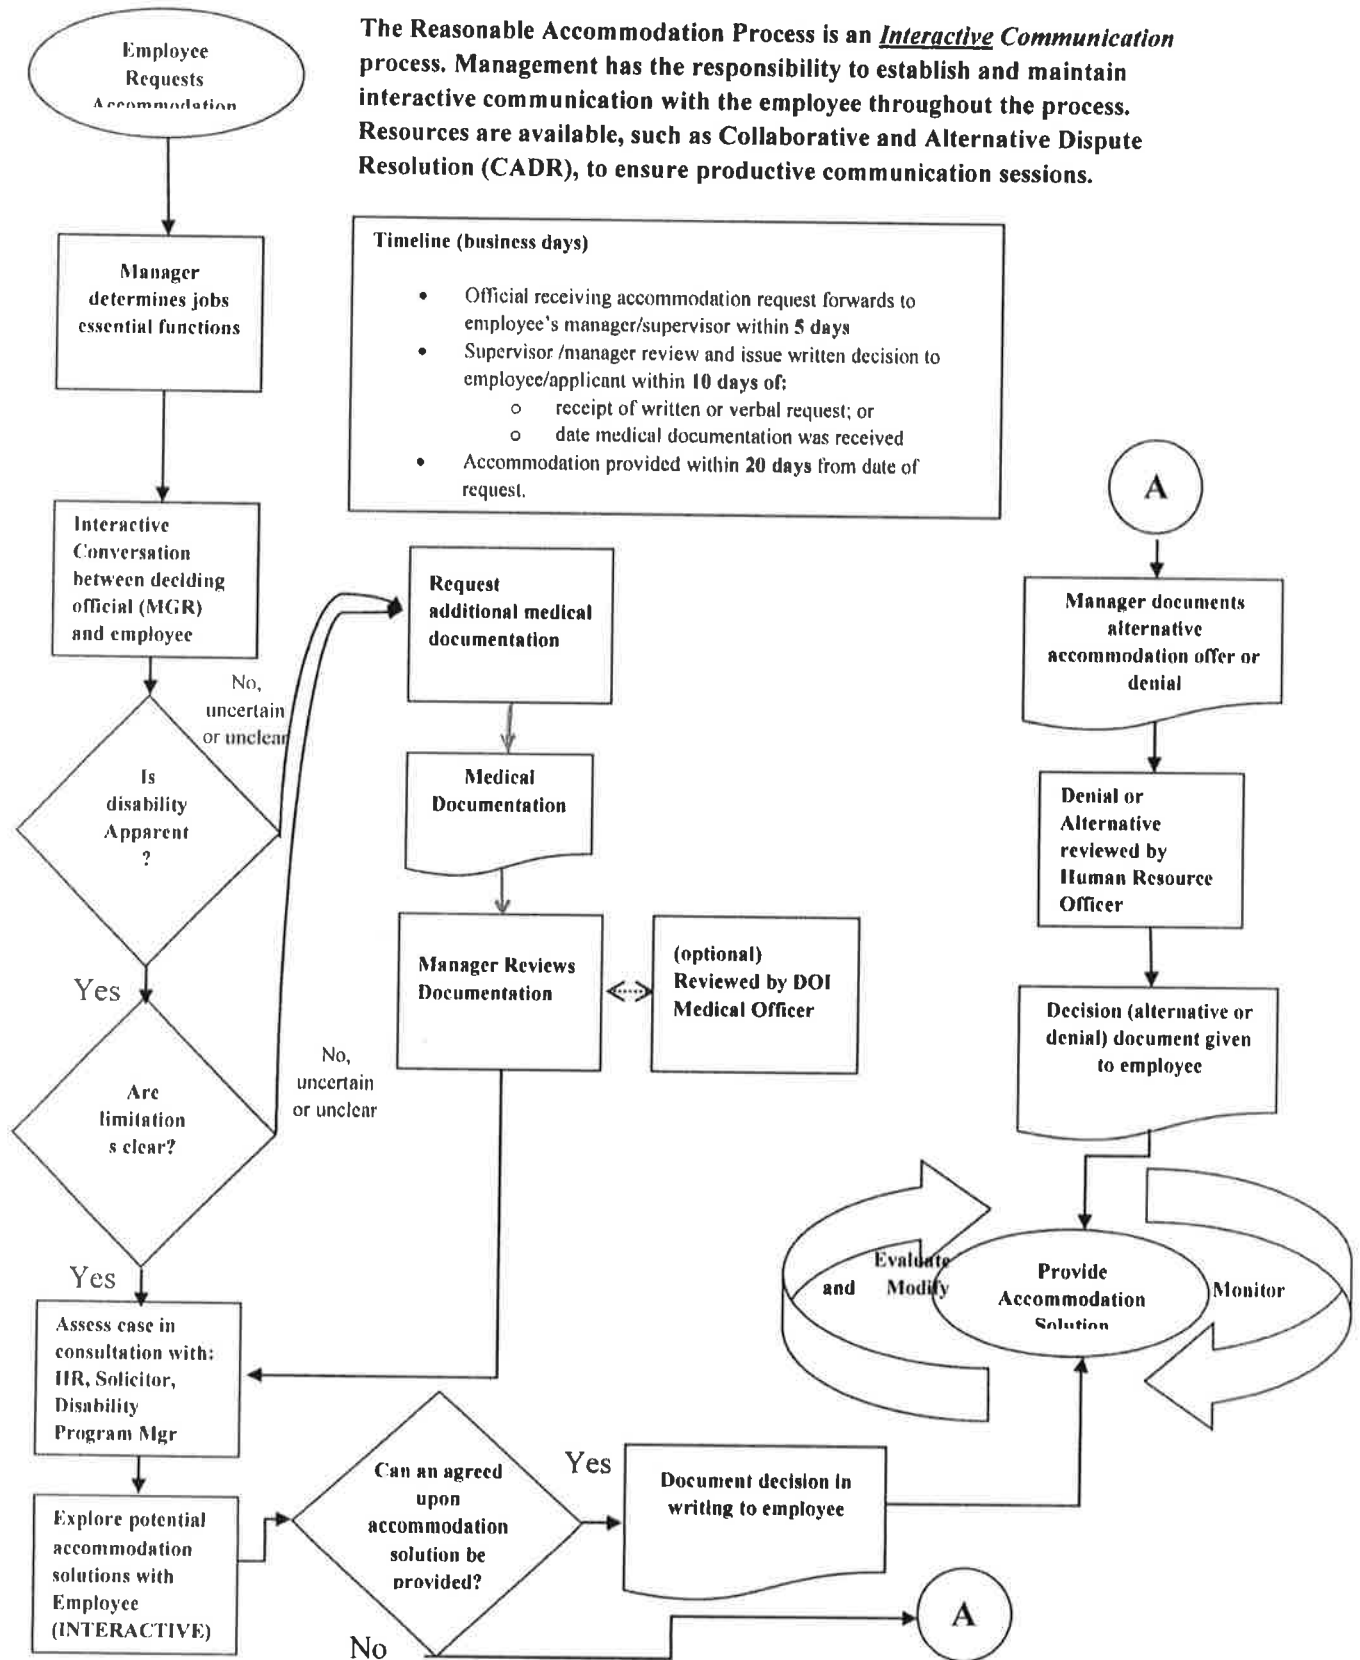 Employee
Requests
Accommodation
The Reasonable Accommodation Process is an Interactive Communication
process. Management has the responsibility to establish and maintain
interactive communication with the employee throughout the process.
Resources are available, such as Collaborative and Alternative Dispute
Resolution (CADR), to ensure productive communication sessions.
Manager
determines jobs
essential functions
Timeline (business days)
• Official receiving accommodation request forwards to
employee's manager/supervisor within 5 days
• Supervisor /manager review and issue written decision to
employee/applicant within 10 days of:
o receipt of written or verbal request; or
o date medical documentation was received
• Accommodation provided within 20 days from date of
request.
Interactive
Conversation
between deciding
official (MGR)
and employee
No,
uncertain
or unclear
Is
disability
Apparent
?
Yes
Are
limitation
s clear?
No,
uncertain
or unclear
Yes
Request
additional medical
documentation
Medical
Documentation
Manager Reviews
Documentation
(optional)
Reviewed by DOI
Medical Officer
Assess case in
consultation with:
HR, Solicitor,
Disability
Program Mgr
Explore potential
accommodation
solutions with
Employee
(INTERACTIVE)
Can an agreed
upon
accommodation
solution be
provided?
Yes
Document decision in
writing to employee
No
A
A
Manager documents
alternative
accommodation offer or
denial
Denial or
Alternative
reviewed by
Human Resource
Officer
Decision (alternative or
denial) document given
to employee
Evaluate
and Modify
Provide
Accommodation
Solution
Monitor